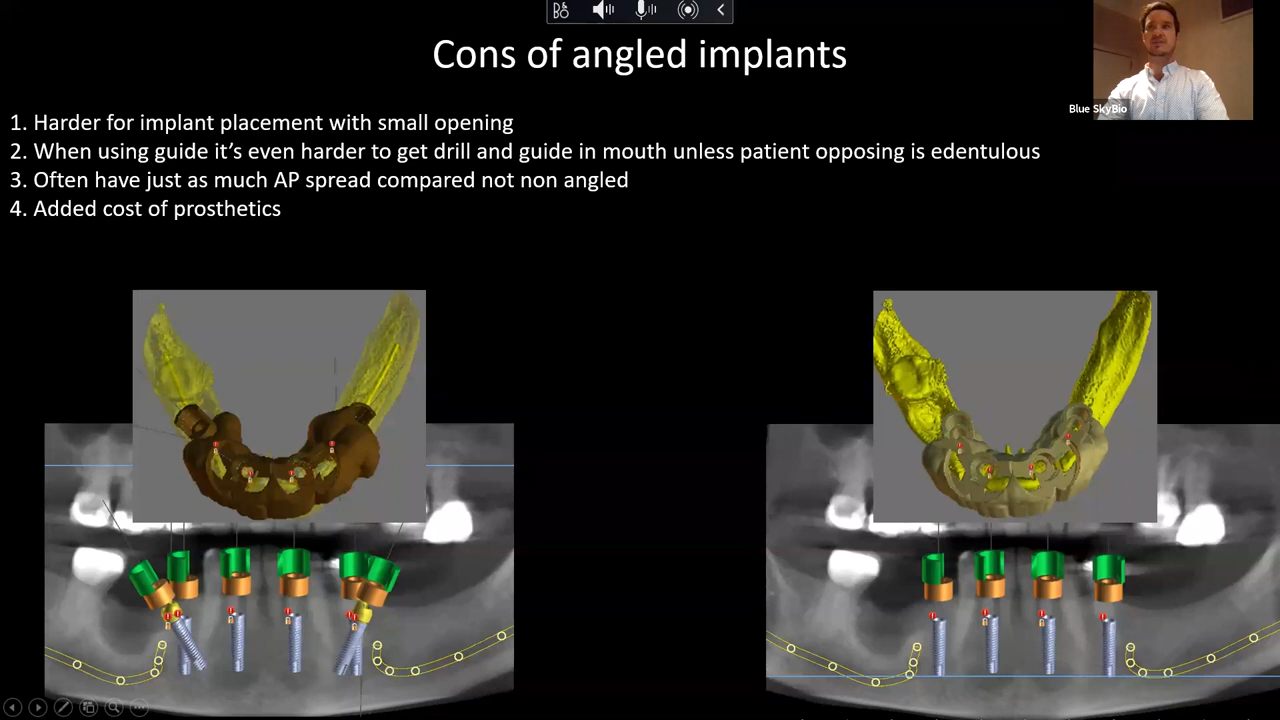 Cons of angled implants
Blue SkyBio
1. Harder for implant placement with small opening
2. When using guide it’s even harder to get drill and guide in mouth unless patient opposing is edentulous
3. Often have just as much AP spread compared not non angled
4. Added cost of prosthetics